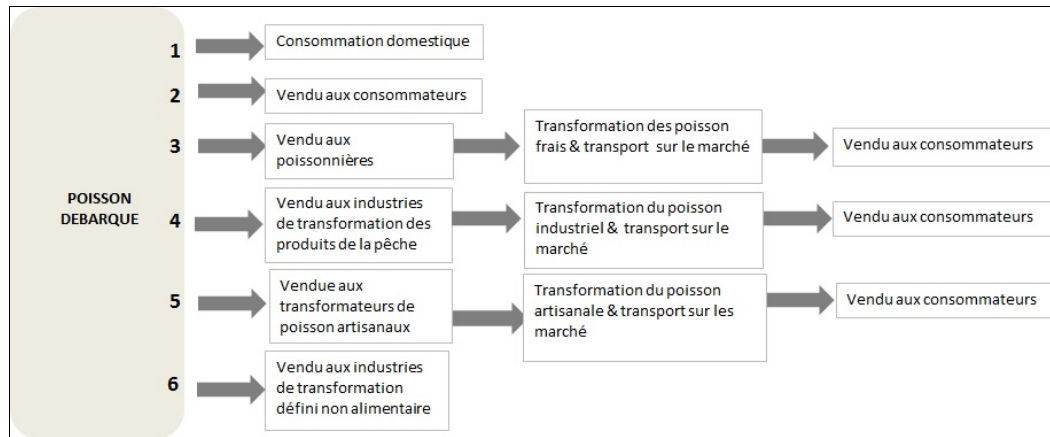 POISSON
DEBARQUE
1
Consommation domestique
2
Vendu aux consommateurs
3
Vendu aux
poissonnières
Transformation des poisson
frais & transport sur le marché
Vendu aux consommateurs
4
Vendu aux industries
de transformation des
produits de la pêche
Transformation du poisson
industriel & transport sur le
marché
Vendu aux consommateurs
5
Vendue aux
transformateurs de
poisson artisanaux
Transformation du poisson
artisanale & transport sur les
marché
Vendu aux consommateurs
6
Vendu aux industries
de transformation
défini non alimentaire